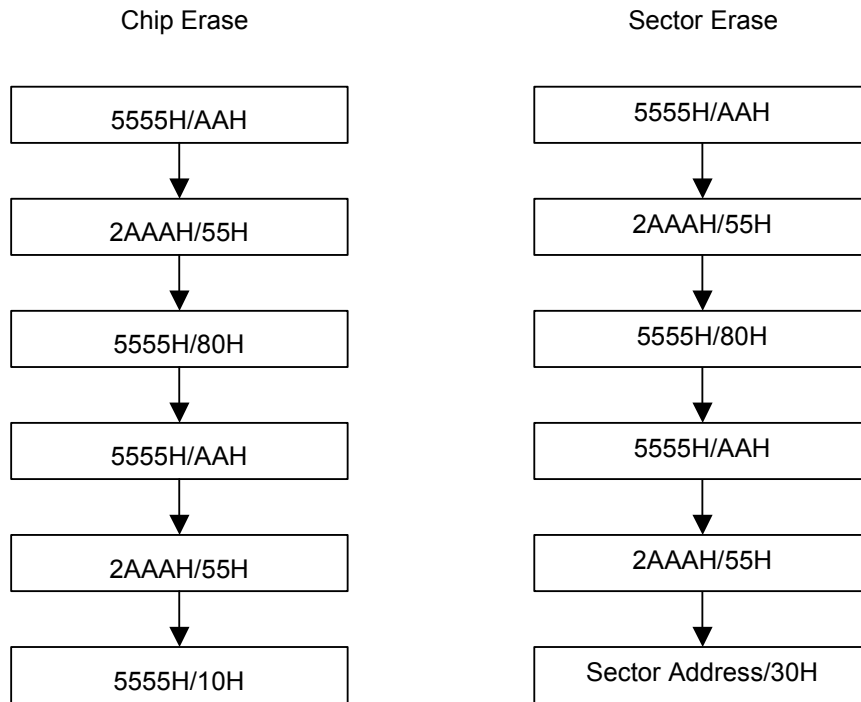 Chip Erase
5555H/AAH
2AAAH/55H
5555H/80H
5555H/AAH
2AAAH/55H
5555H/10H
Sector Erase
5555H/AAH
2AAAH/55H
5555H/80H
5555H/AAH
2AAAH/55H
Sector Address/30H